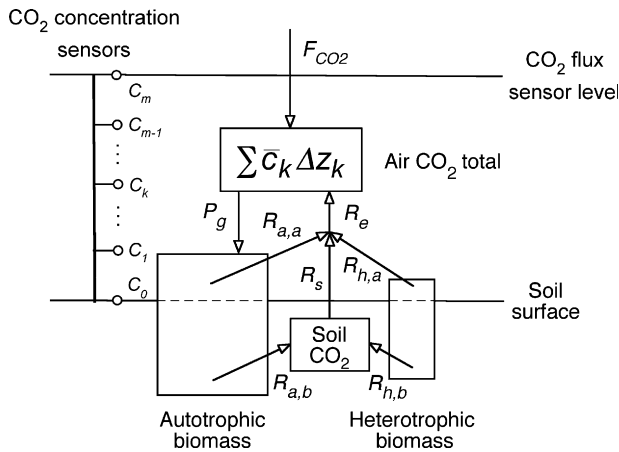 CO2 concentration
sensors
FCO2
CO2 flux
sensor level
Cm
Cm-1
Ck
C1
C0
∑ c̅k Δzk
Air CO2 total
Pg
Ra,a
Re
Rs
Rh,a
Soil
surface
Soil
CO2
Ra,b
Rh,b
Autotrophic
biomass
Heterotrophic
biomass